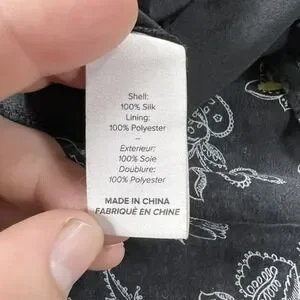 Shell:
100% Silk
Lining:
100% Polyester
–
Exterieur:
100% Soie
Doublure:
100% Polyester
MADE IN CHINA
FABRIQUÉ EN CHINE